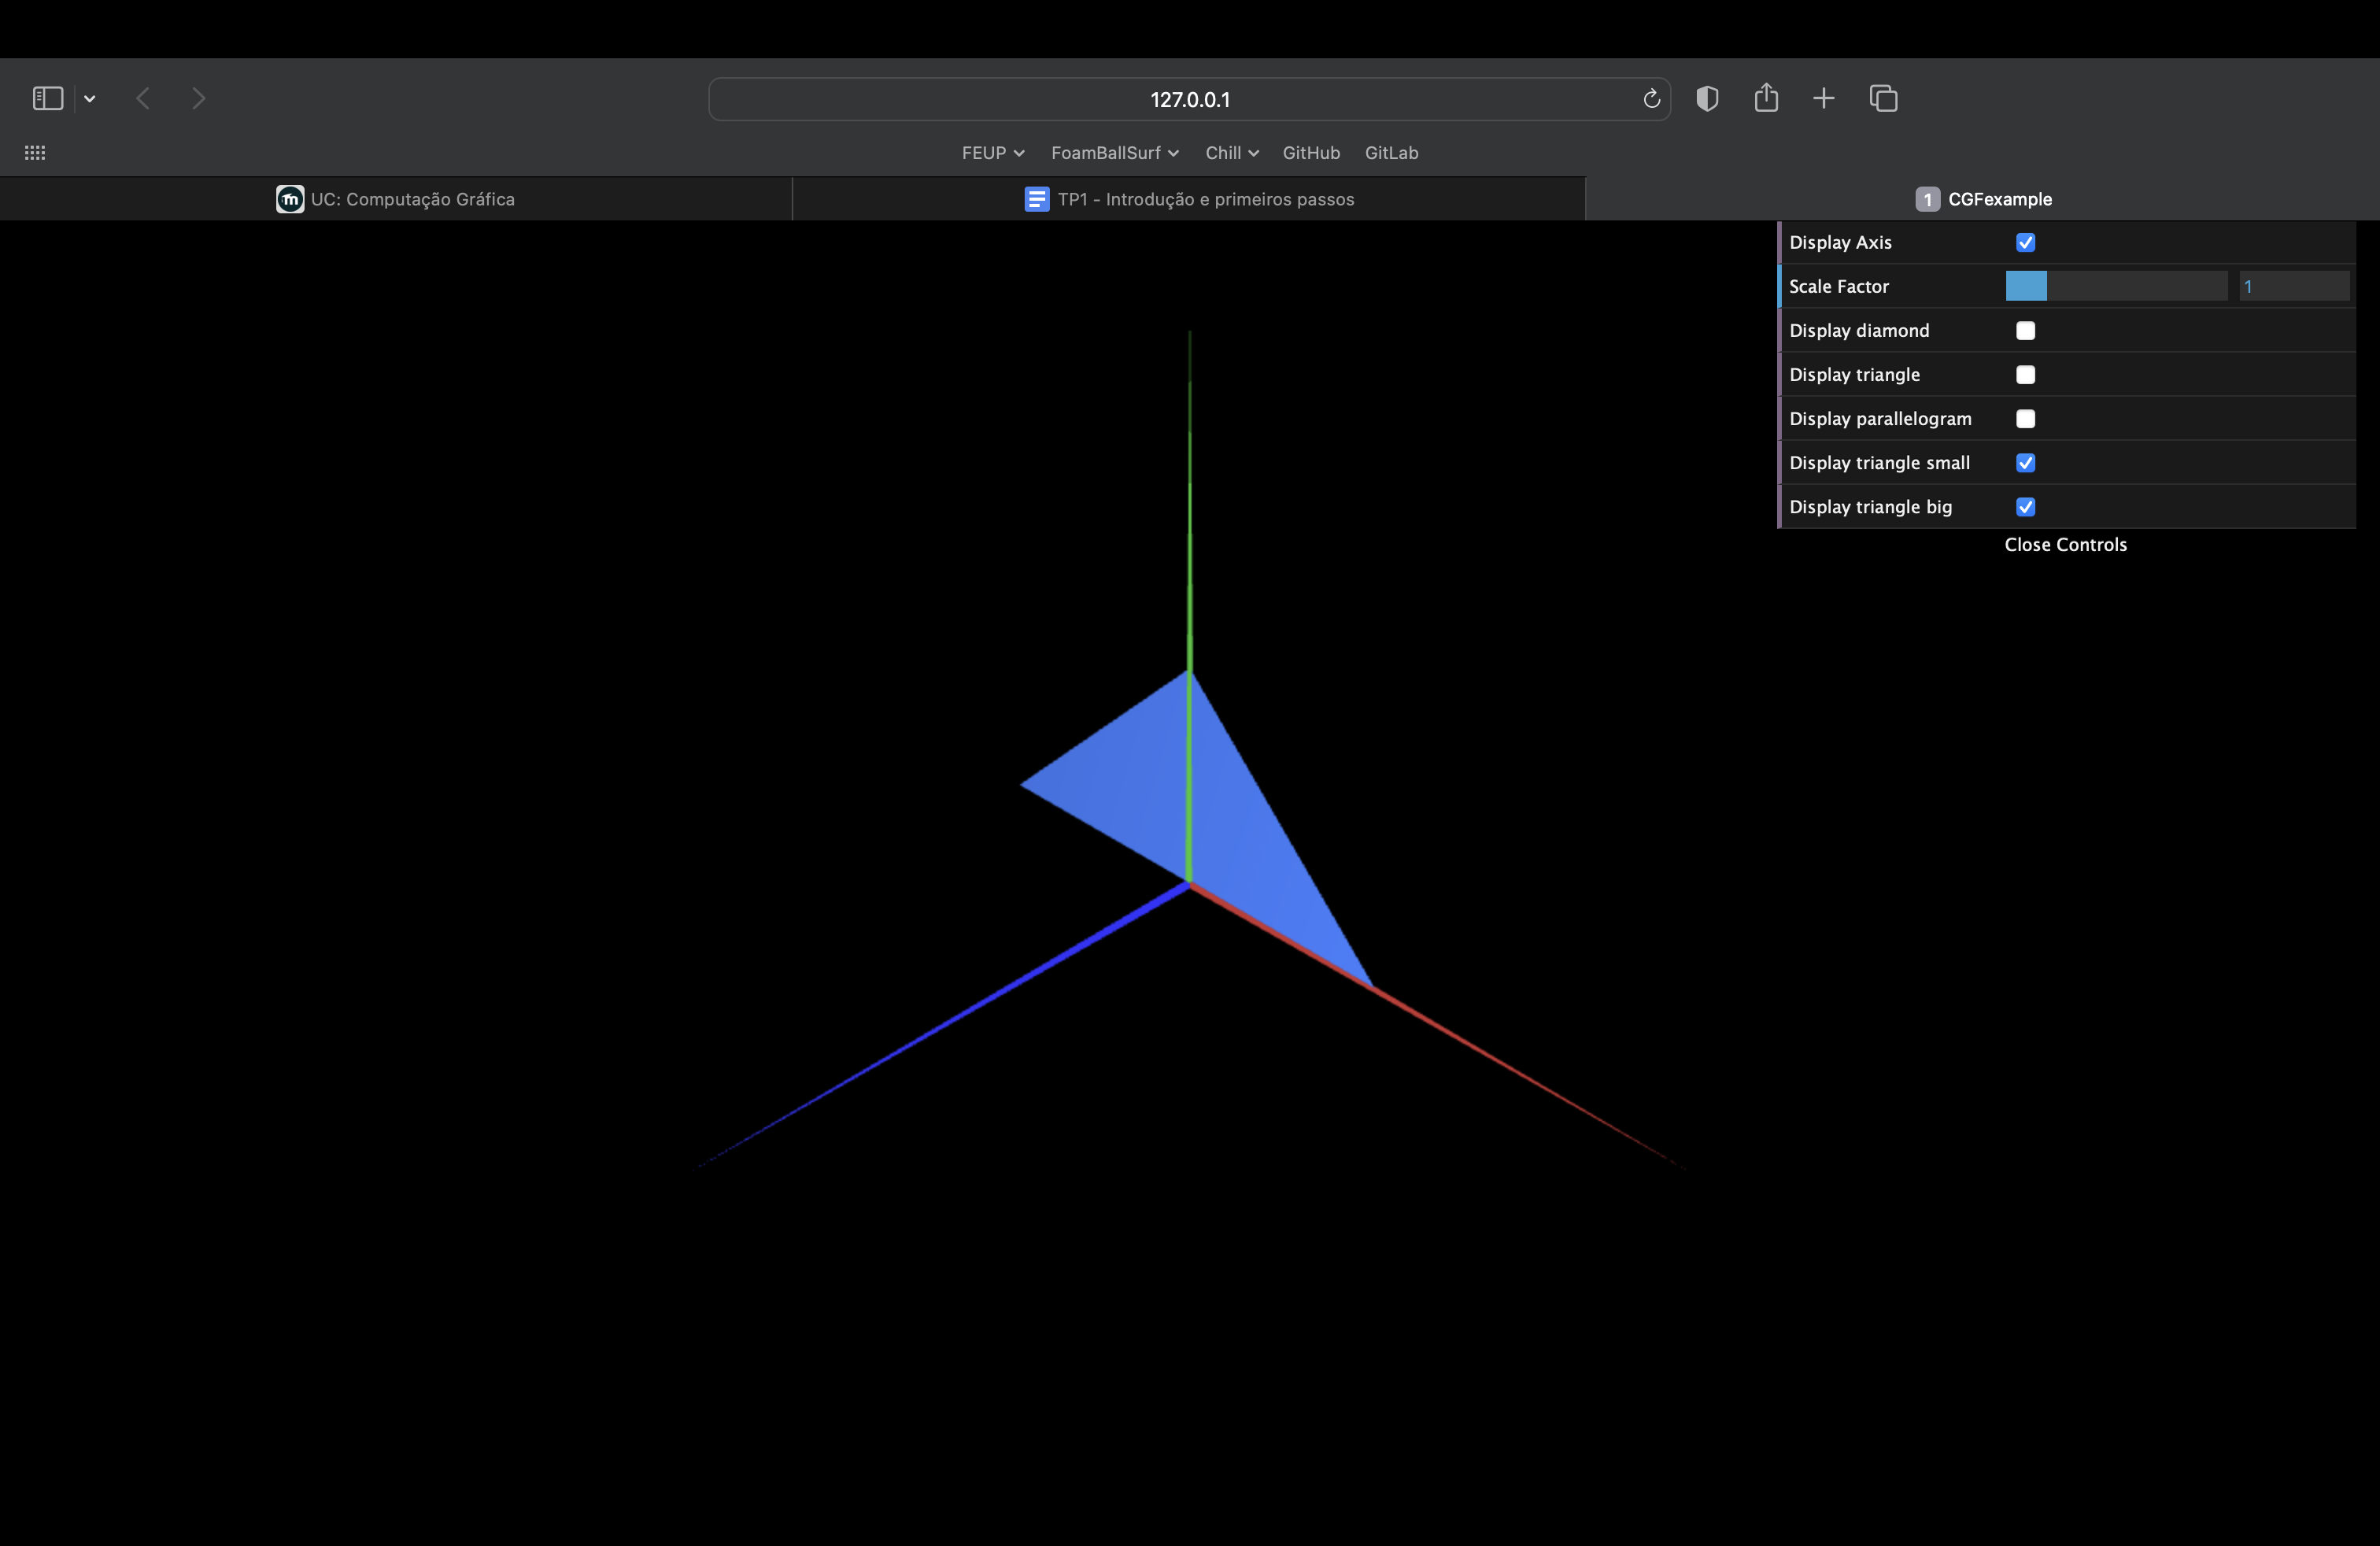 127.0.0.1
FEUP FoamBallSurf Chill GitHub GitLab
UC: Computação Gráfica TP1 - Introdução e primeiros passos 1 CGFexample
Display Axis
Scale Factor 1
Display diamond
Display triangle
Display parallelogram
Display triangle small
Display triangle big
Close Controls